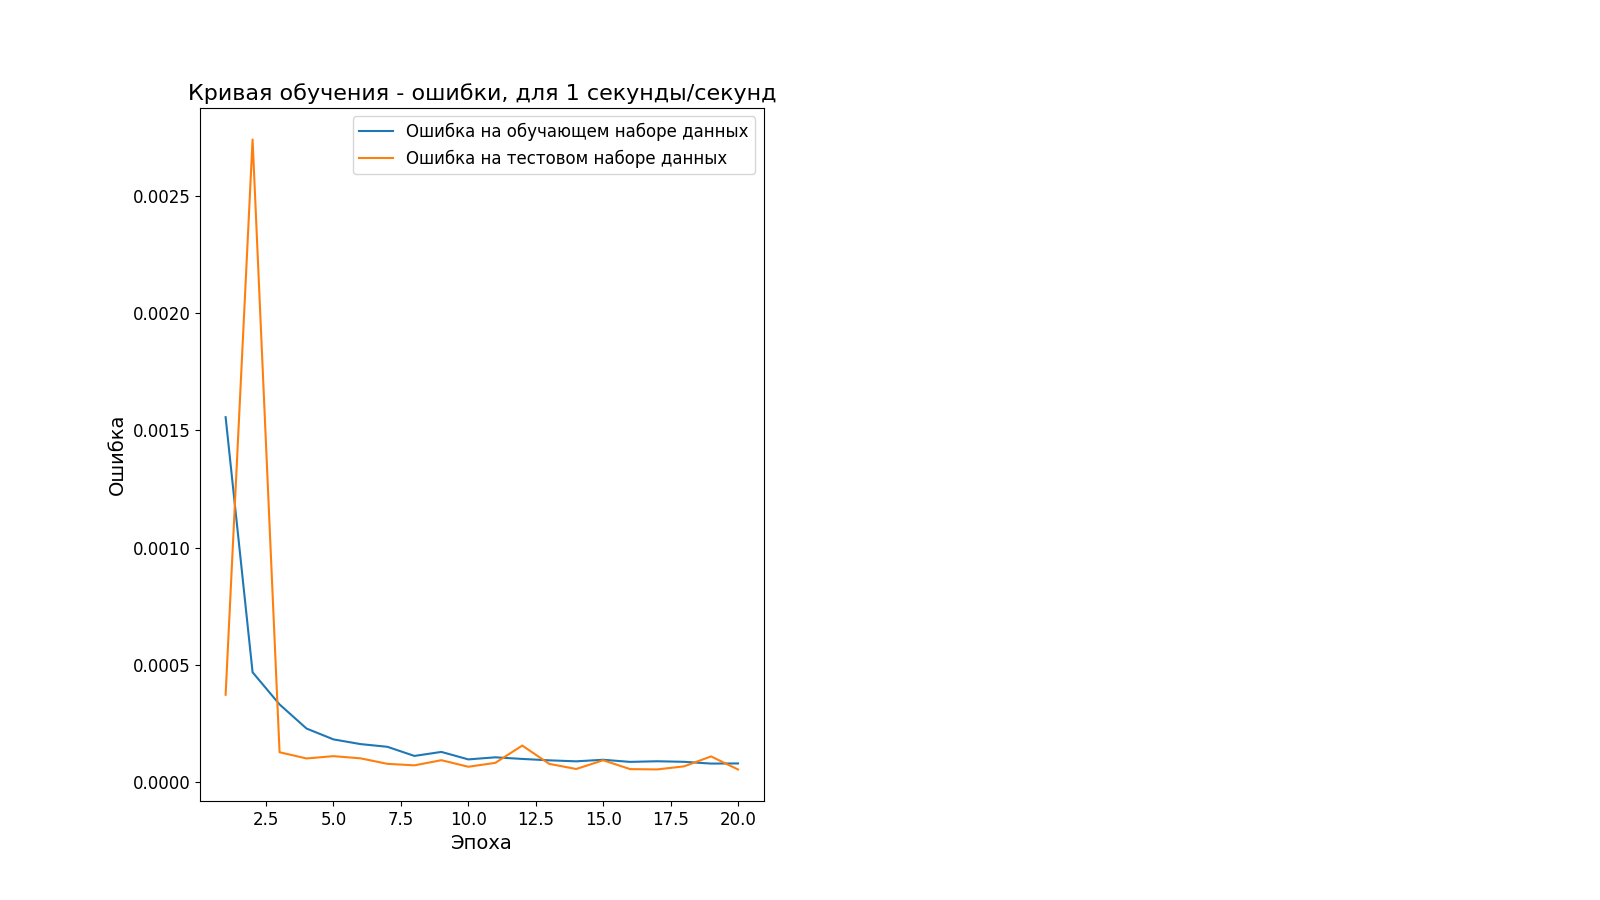 Кривая обучения - ошибки, для 1 секунды/секунд
Ошибка на обучающем наборе данных
Ошибка на тестовом наборе данных
0.0025
0.0020
0.0015
0.0010
0.0005
0.0000
Ошибка
2.5 5.0 7.5 10.0 12.5 15.0 17.5 20.0
Эпоха